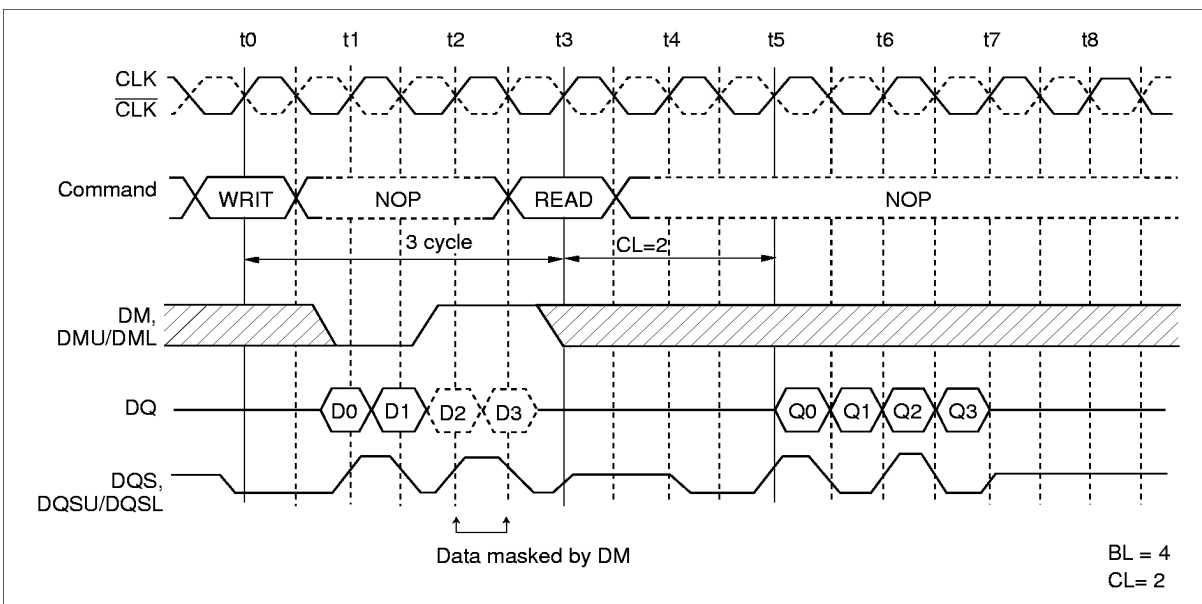 t0 t1 t2 t3 t4 t5 t6 t7 t8
CLK
CLK
Command WRIT NOP READ NOP
3 cycle CL=2
DM,
DMU/DML
DQ D0 D1 D2 D3 Q0 Q1 Q2 Q3
DQS,
DQSU/DQSL
Data masked by DM
BL = 4
CL= 2